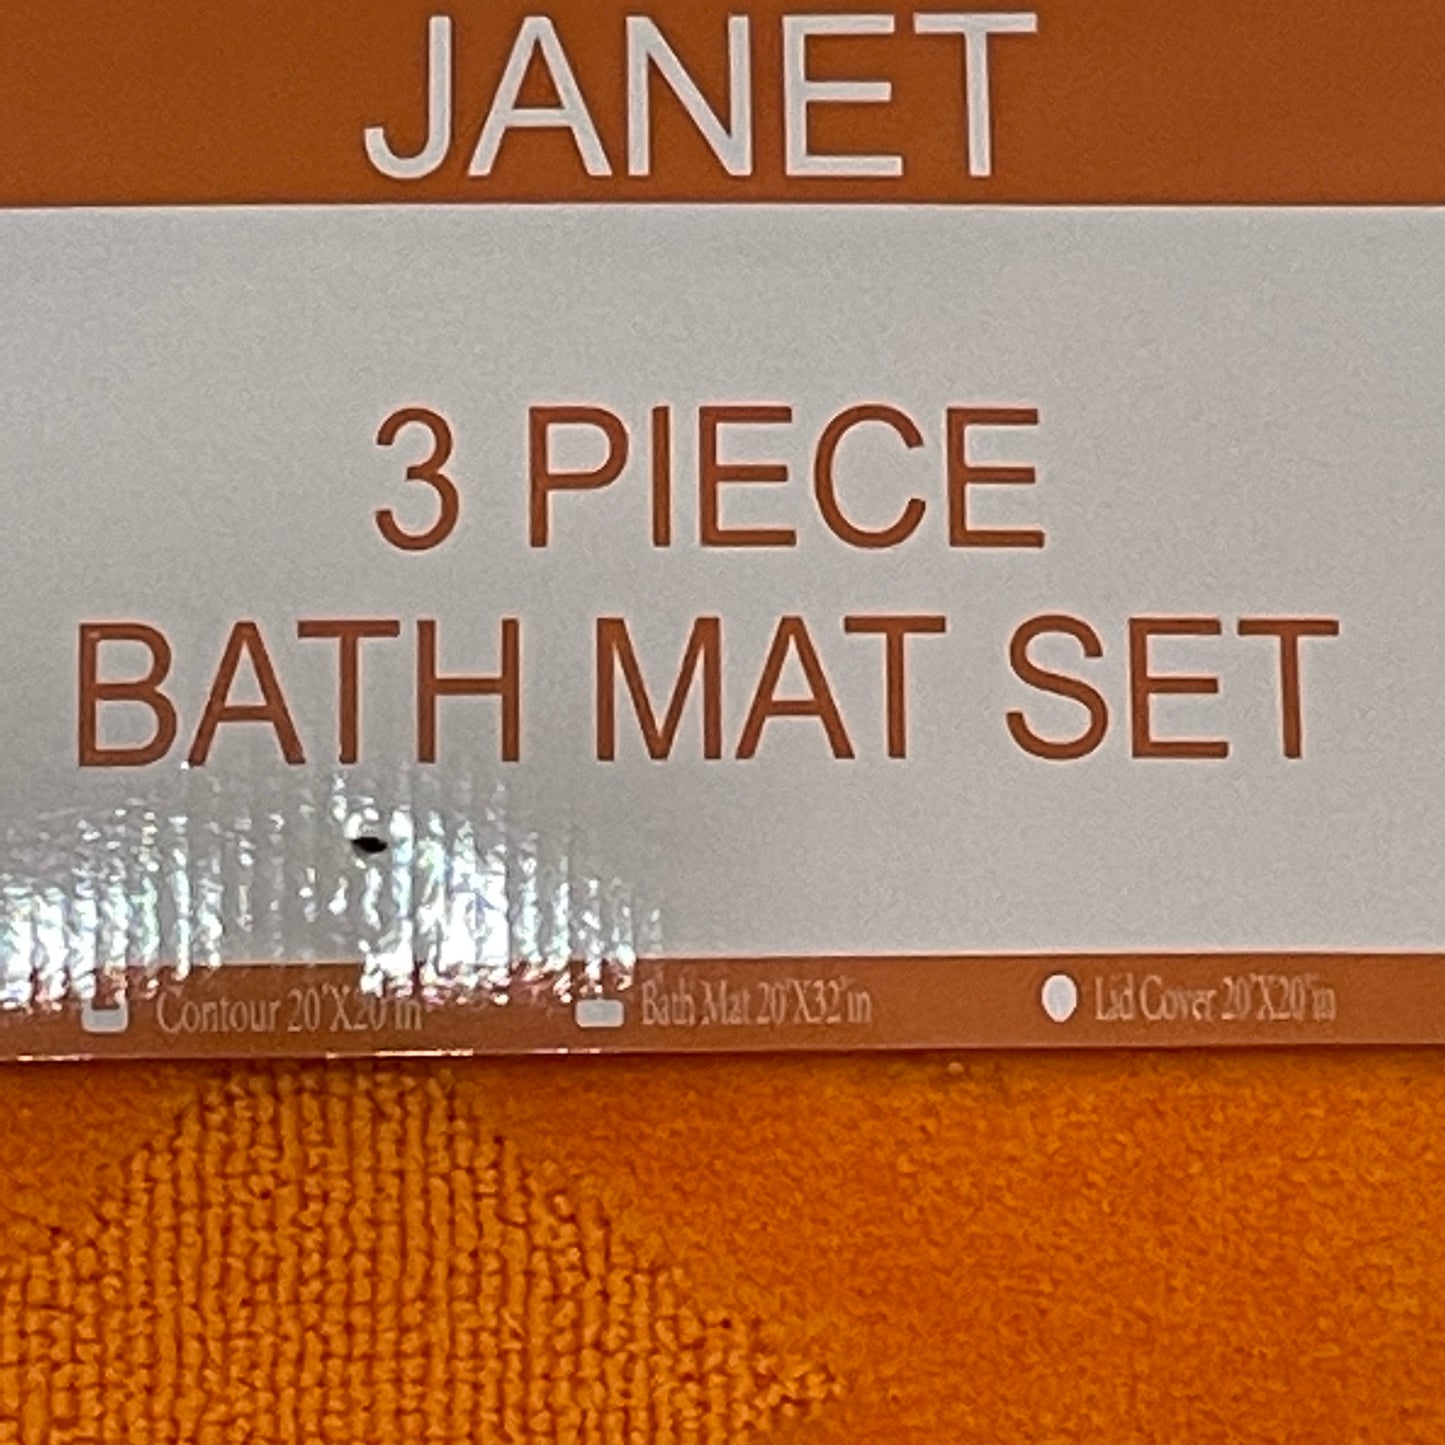 JANET
3 PIECE
BATH MAT SET
Contour 20"X20"in Bath Mat 20"X32"in Lid Cover 20"X20"in